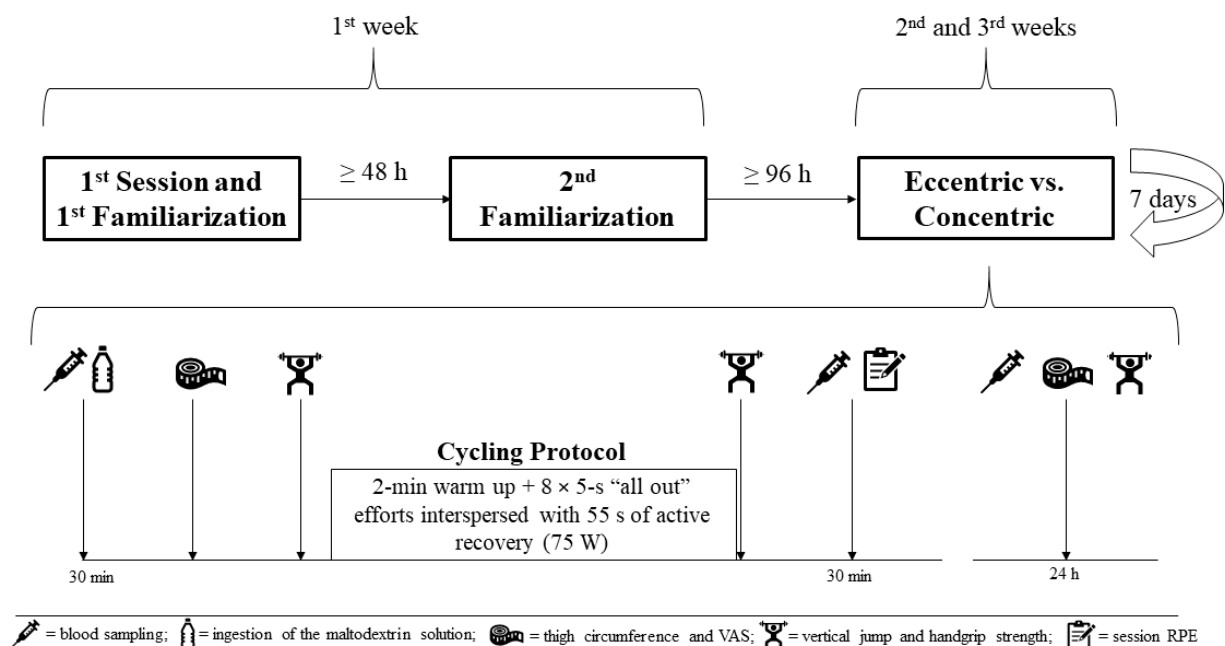 1st week
2nd and 3rd weeks
1st Session and
1st Familiarization
≥ 48 h
2nd
Familiarization
≥ 96 h
Eccentric vs.
Concentric
7 days
Cycling Protocol
2-min warm up + 8 × 5-s “all out”
efforts interspersed with 55 s of active
recovery (75 W)
30 min
30 min
24 h
= blood sampling; = ingestion of the maltodextrin solution; = thigh circumference and VAS; = vertical jump and handgrip strength; = session RPE